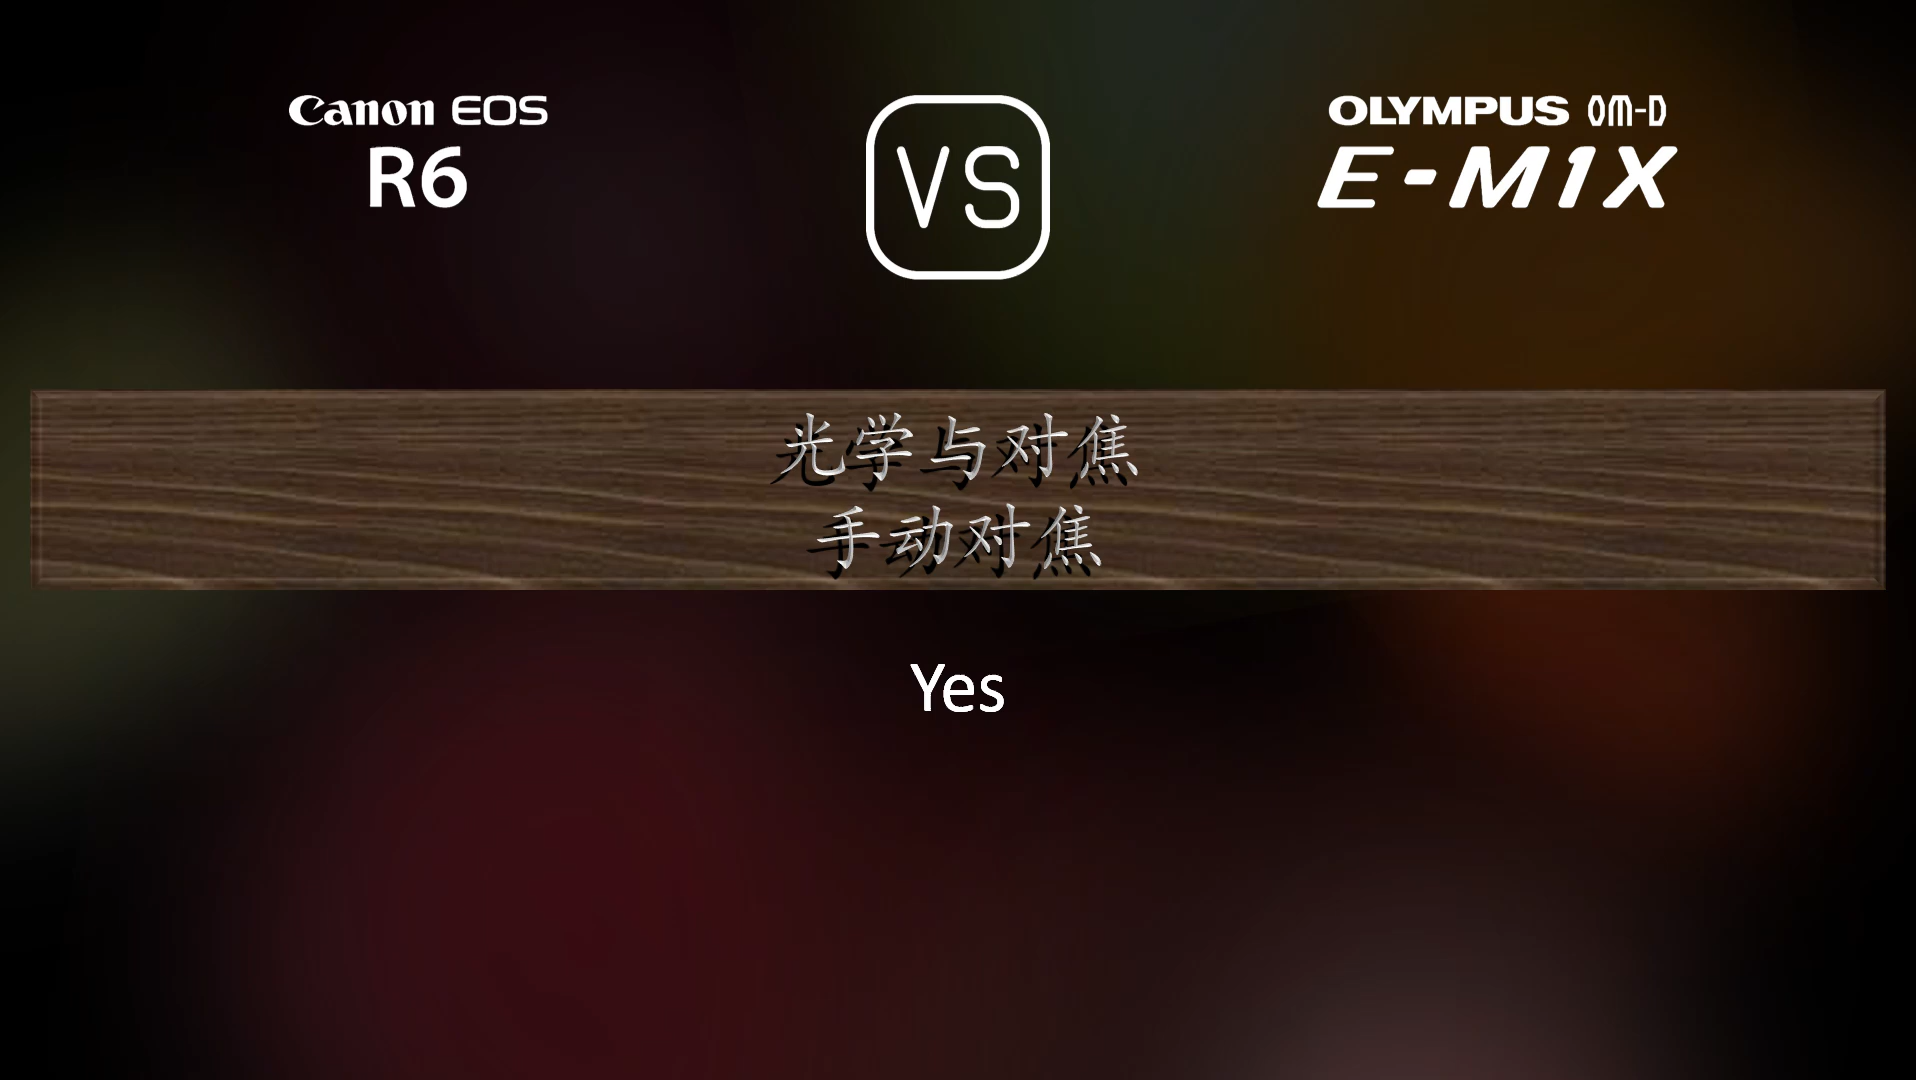 Canon EOS
R6
VS
OLYMPUS OM-D
E-M1X
光学与对焦
手动对焦
Yes